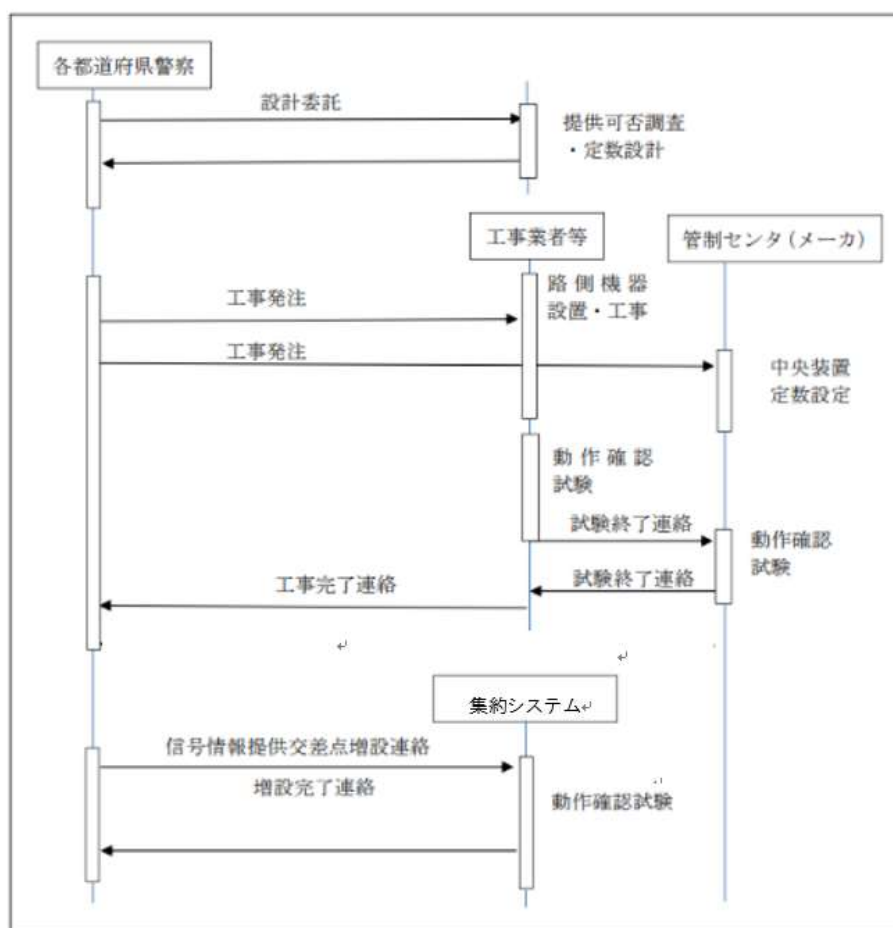 各都道府県警察
設計委託
提供可否調査
・定数設計
工事業者等
管制センタ（メーカ）
路側機器
設置・工事
工事発注
工事発注
中央装置
定数設定
動作確認
試験
試験終了連絡
動作確認
試験
試験終了連絡
工事完了連絡
集約システム
信号情報提供交差点増設連絡
増設完了連絡
動作確認試験